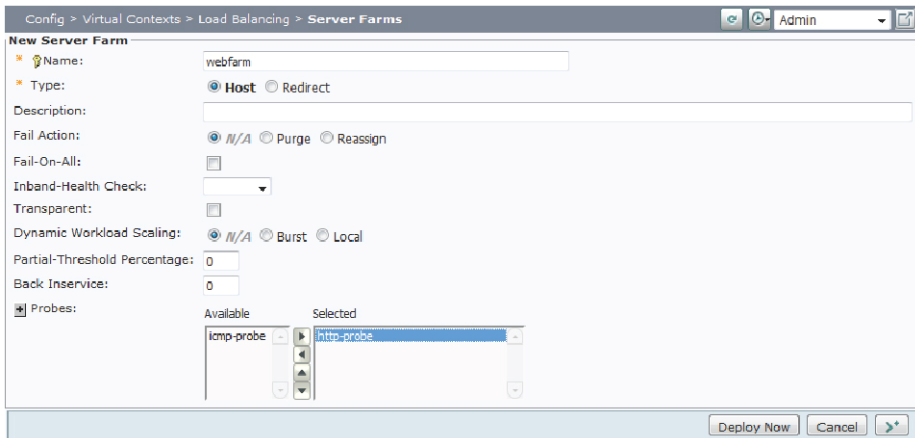 Config > Virtual Contexts > Load Balancing > Server Farms
Admin
New Server Farm
* Name: webfarm
* Type: Host Redirect
Description:
Fail Action: N/A Purge Reassign
Fail-On-All:
Inband-Health Check:
Transparent:
Dynamic Workload Scaling: N/A Burst Local
Partial-Threshold Percentage: 0
Back Inservice: 0
Probes: Available Selected
icmp-probe http-probe
Deploy Now Cancel